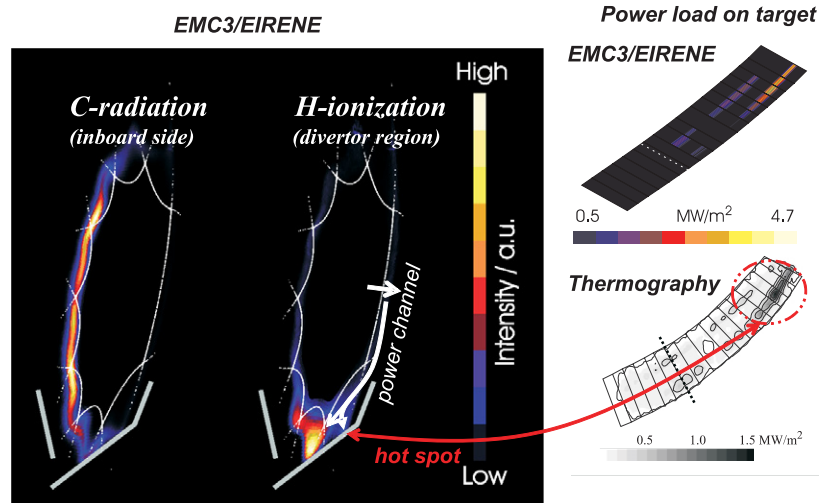 EMC3/EIRENE
C-radiation
(inboard side)
H-ionization
(divertor region)
High
Intensity / a.u.
Low
power channel
hot spot
Power load on target
EMC3/EIRENE
0.5 MW/m² 4.7
Thermography
0.5 1.0 1.5 MW/m²